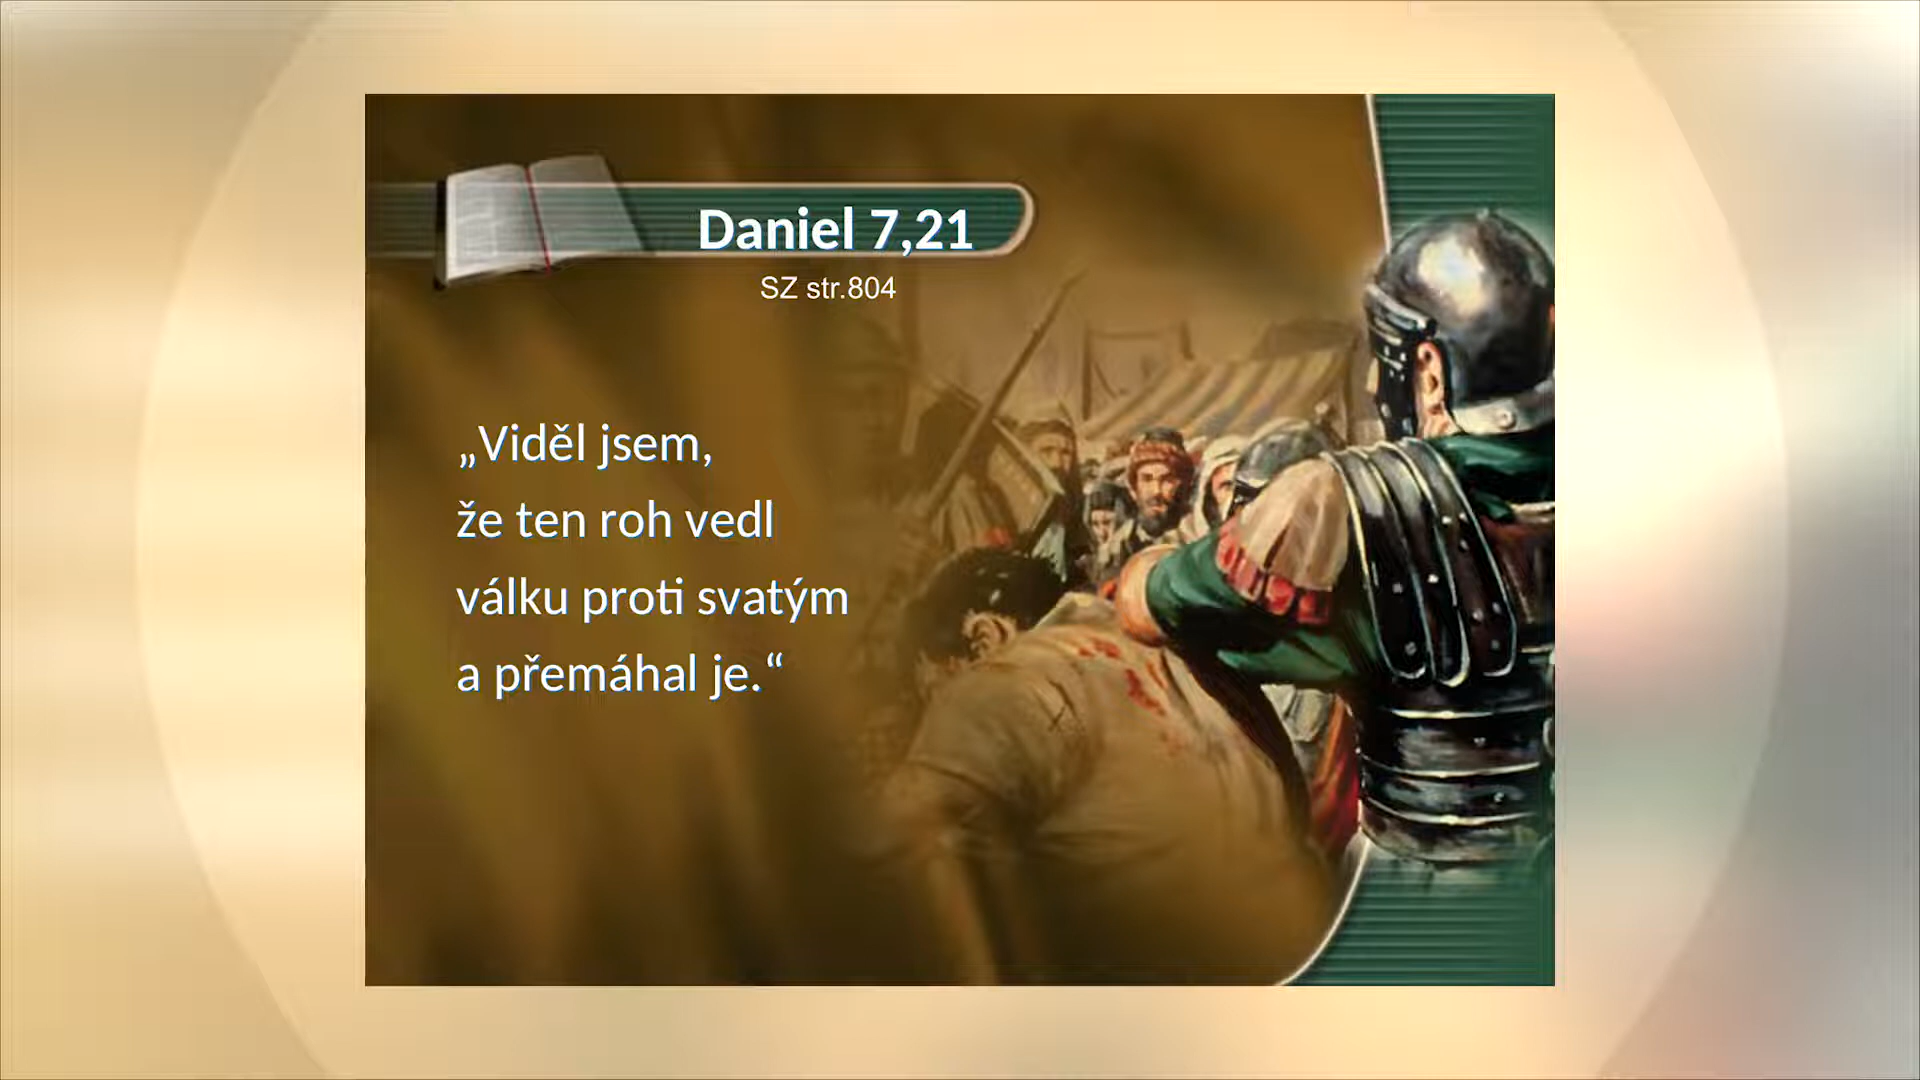 Daniel 7,21
SZ str.804
„Viděl jsem,
že ten roh vedl
válku proti svatým
a přemáhal je.“